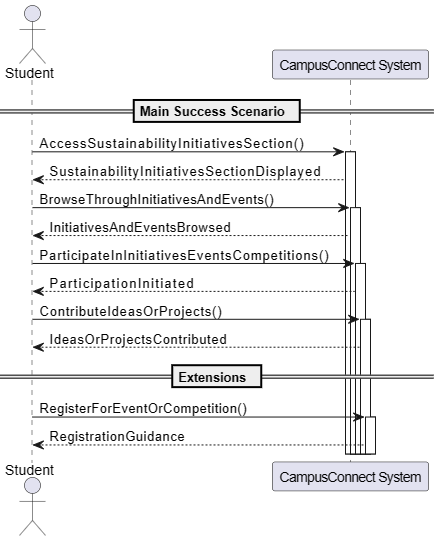 Student
CampusConnect System
Main Success Scenario
AccessSustainabilityInitiativesSection()
SustainabilityInitiativesSectionDisplayed
BrowseThroughInitiativesAndEvents()
InitiativesAndEventsBrowsed
ParticipateInInitiativesEventsCompetitions()
ParticipationInitiated
ContributeIdeasOrProjects()
IdeasOrProjectsContributed
Extensions
RegisterForEventOrCompetition()
RegistrationGuidance
Student
CampusConnect System